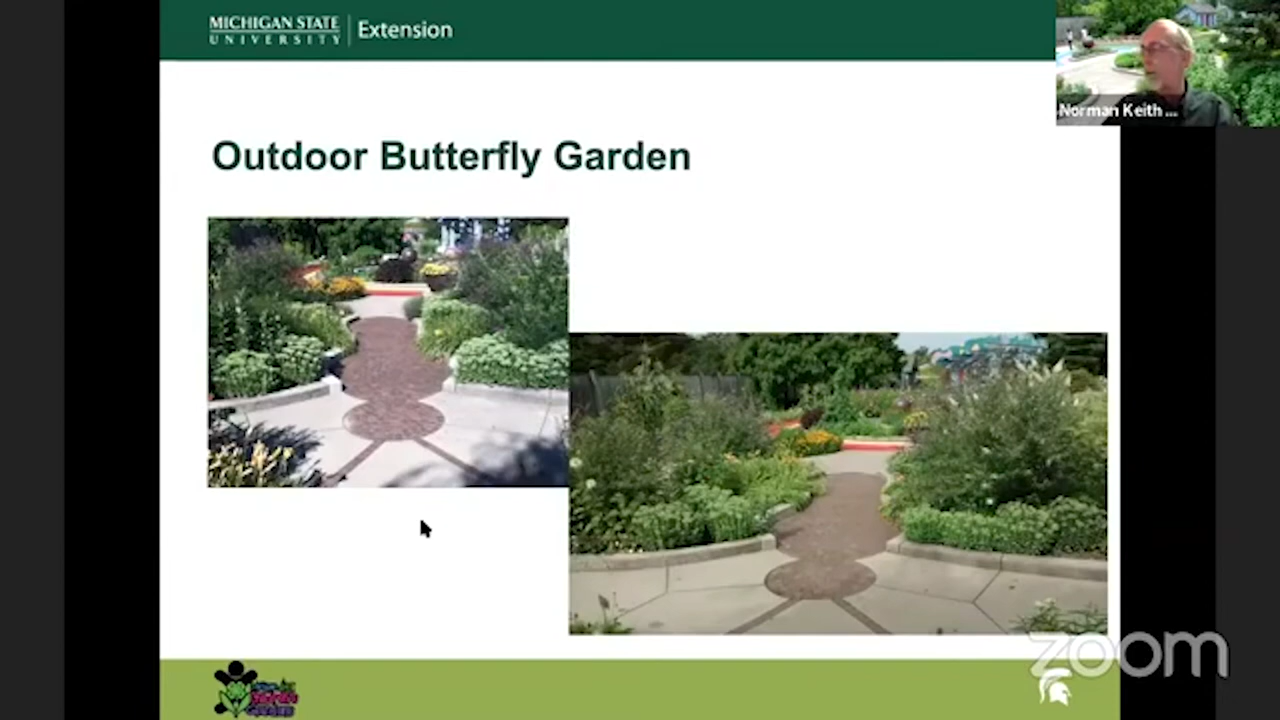 MICHIGAN STATE
UNIVERSITY
Extension
Norman Keith ...
Outdoor Butterfly Garden
zoom